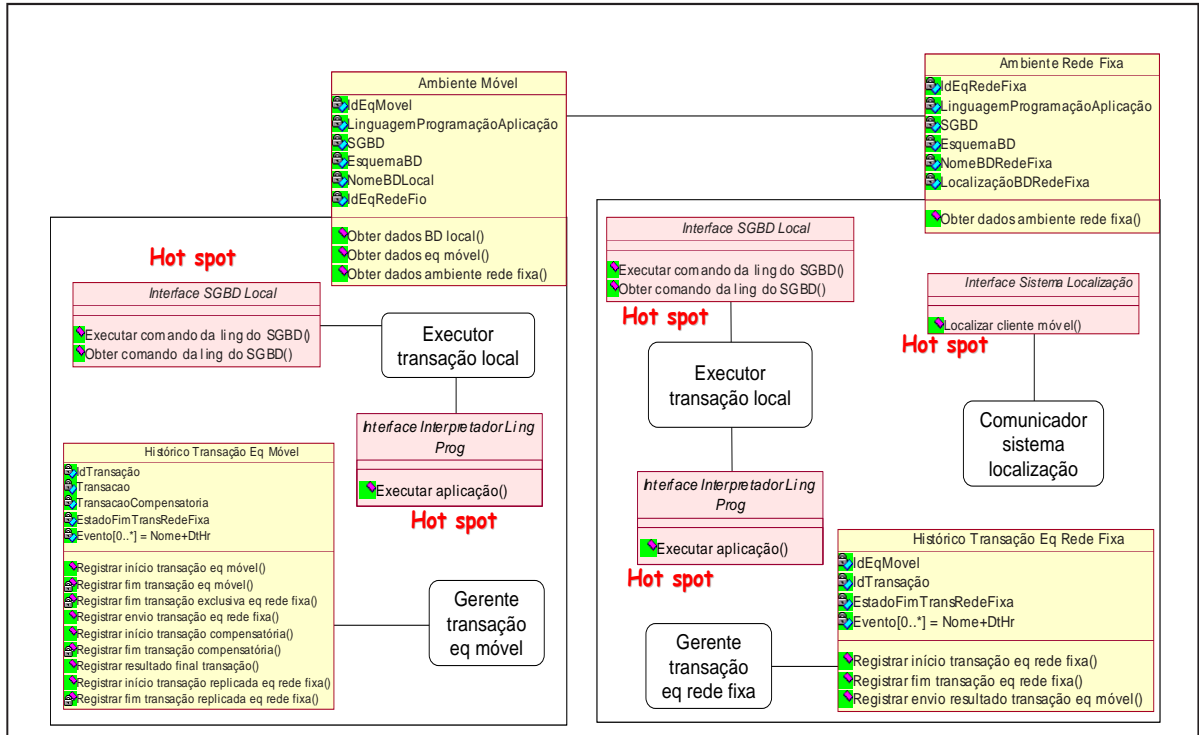 Ambiente Móvel
IdEqMovel
LinguagemProgramaçãoAplicação
SGBD
EsquemaBD
NomeBDLocal
IdEqRedeFio
Obter dados BD local()
Obter dados eq móvel()
Obter dados ambiente rede fixa()
Ambiente Rede Fixa
IdEqRedeFixa
LinguagemProgramaçãoAplicação
SGBD
EsquemaBD
NomeBDRedeFixa
LocalizaçãoBDRedeFixa
Obter dados ambiente rede fixa()
Hot spot
Interface SGBD Local
Executar comando da ling do SGBD()
Obter comando da ling do SGBD()
Executor
transação local
Interface Interpretador Ling
Prog
Executar aplicação()
Hot spot
Histórico Transação Eq Móvel
IdTransação
Transacao
TransacaoCompensatoria
EstadoFimTransRedeFixa
Evento[0..*] = Nome+DtHr
Registrar início transação eq móvel()
Registrar fim transação eq móvel()
Registrar fim transação exclusiva eq rede fixa()
Registrar envio transação eq rede fixa()
Registrar início transação compensatória()
Registrar fim transação compensatória()
Registrar resultado final transação()
Registrar início transação replicada eq rede fixa()
Registrar fim transação replicada eq rede fixa()
Gerente
transação
eq móvel
Interface SGBD Local
Executar comando da ling do SGBD()
Obter comando da ling do SGBD()
Hot spot
Executor
transação local
Interface Interpretador Ling
Prog
Executar aplicação()
Hot spot
Interface Sistema Localização
Localizar cliente móvel()
Hot spot
Comunicador
sistema
localização
Gerente
transação
eq rede fixa
Histórico Transação Eq Rede Fixa
IdEqMovel
IdTransação
EstadoFimTransRedeFixa
Evento[0..*] = Nome+DtHr
Registrar início transação eq rede fixa()
Registrar fim transação eq rede fixa()
Registrar envio resultado transação eq móvel()